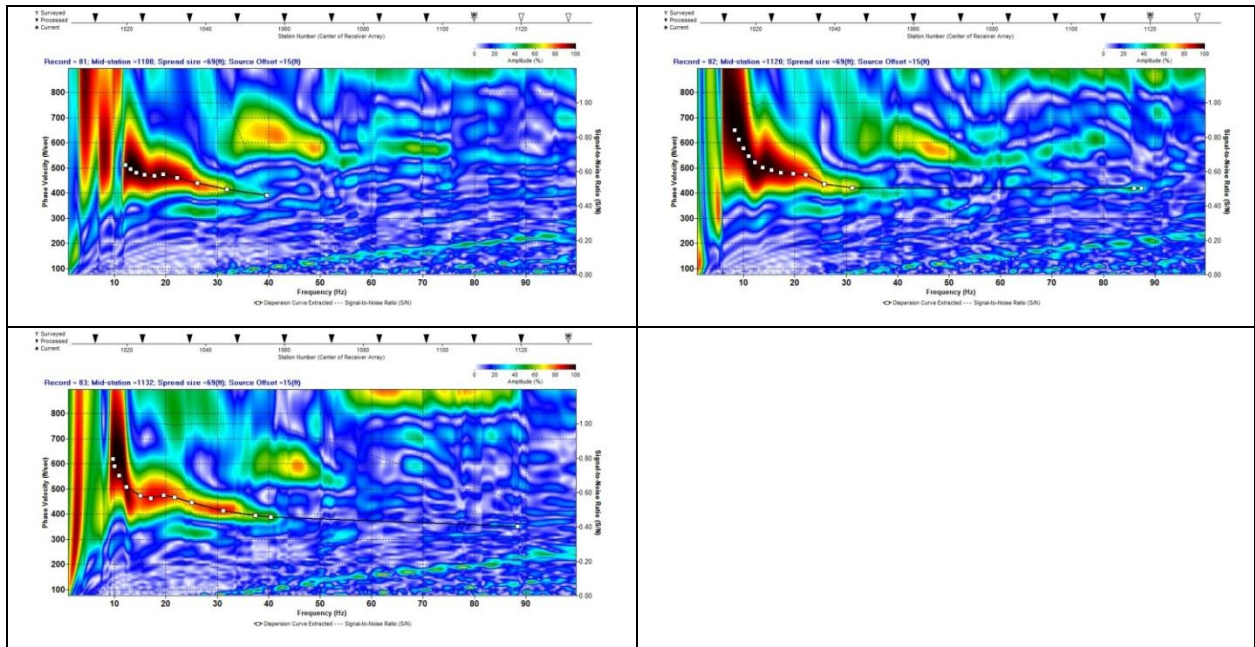 Surveyed
Processed
Current
1020 1040 1060 1080 1100 1120
Station Number (Center of Receiver Array)
0 20 40 60 80 100
Amplitude (%)
Record = 81; Mid-station =1108; Spread size =69(ft); Source Offset =15(ft)
Phase Velocity (ft/sec)
800
700
600
500
400
300
200
100
Signal-to-Noise Ratio (S/N)
1.00
0.80
0.60
0.40
0.20
0.00
10 20 30 40 50 60 70 80 90
Frequency (Hz)
Dispersion Curve Extracted --- Signal-to-Noise Ratio (S/N)
Surveyed
Processed
Current
1020 1040 1060 1080 1100 1120
Station Number (Center of Receiver Array)
0 20 40 60 80 100
Amplitude (%)
Record = 82; Mid-station =1120; Spread size =69(ft); Source Offset =15(ft)
Phase Velocity (ft/sec)
800
700
600
500
400
300
200
100
Signal-to-Noise Ratio (S/N)
1.00
0.80
0.60
0.40
0.20
0.00
10 20 30 40 50 60 70 80 90
Frequency (Hz)
Dispersion Curve Extracted --- Signal-to-Noise Ratio (S/N)
Surveyed
Processed
Current
1020 1040 1060 1080 1100 1120
Station Number (Center of Receiver Array)
0 20 40 60 80 100
Amplitude (%)
Record = 83; Mid-station =1132; Spread size =69(ft); Source Offset =15(ft)
Phase Velocity (ft/sec)
800
700
600
500
400
300
200
100
Signal-to-Noise Ratio (S/N)
1.00
0.80
0.60
0.40
0.20
0.00
10 20 30 40 50 60 70 80 90
Frequency (Hz)
Dispersion Curve Extracted --- Signal-to-Noise Ratio (S/N)